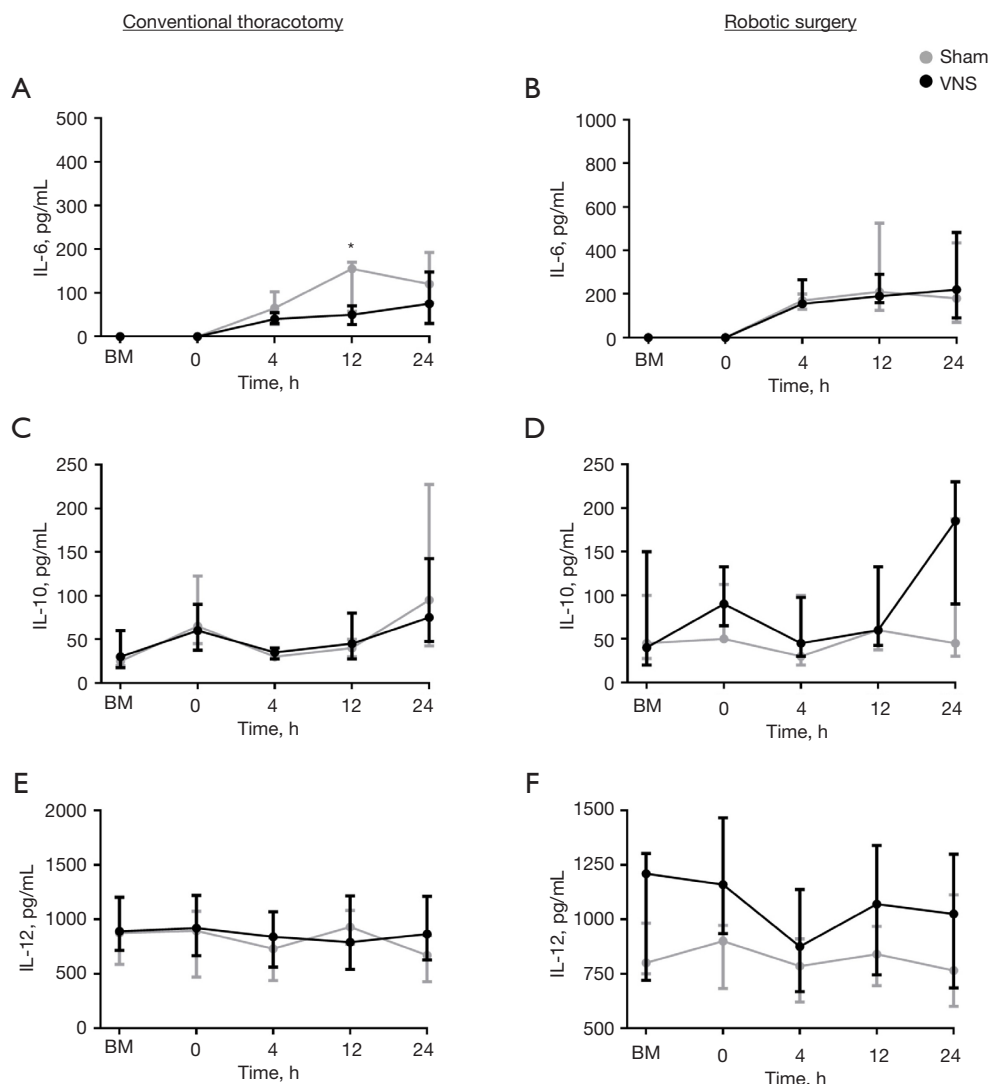 Conventional thoracotomy
Robotic surgery
Sham
VNS
A
500
400
300
200
100
0
IL-6, pg/mL
*
BM 0 4 12 24
Time, h
B
1000
800
600
400
200
0
IL-6, pg/mL
BM 0 4 12 24
Time, h
C
250
200
150
100
50
0
IL-10, pg/mL
BM 0 4 12 24
Time, h
D
250
200
150
100
50
0
IL-10, pg/mL
BM 0 4 12 24
Time, h
E
2000
1500
1000
500
0
IL-12, pg/mL
BM 0 4 12 24
Time, h
F
1500
1250
1000
750
500
IL-12, pg/mL
BM 0 4 12 24
Time, h